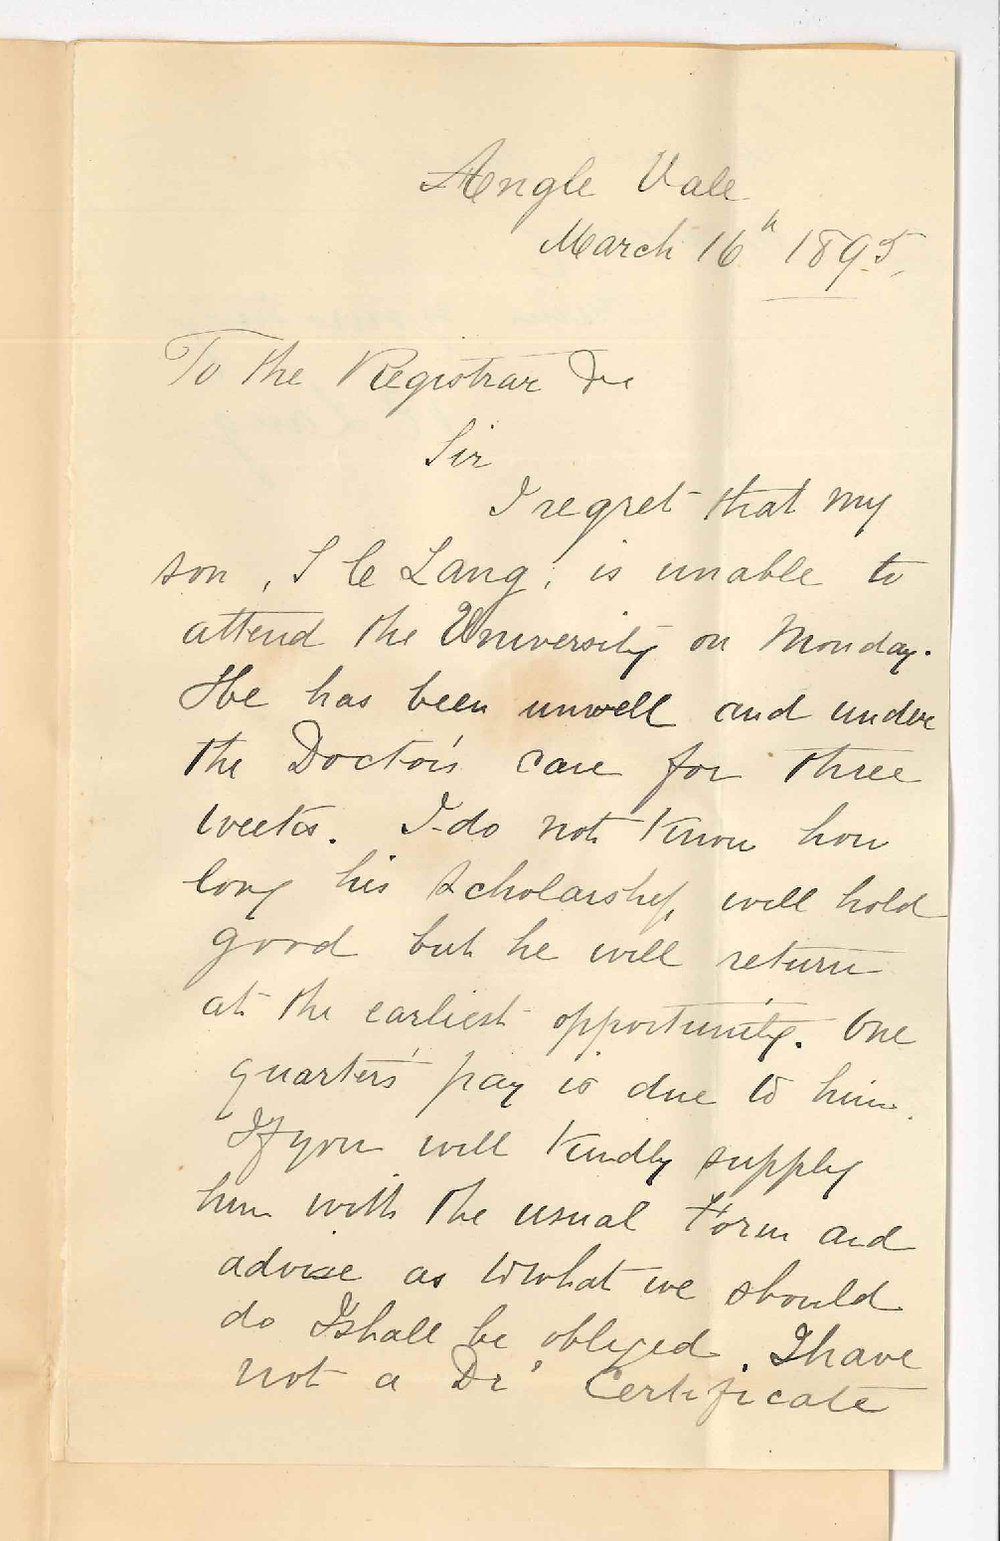 Angle Vale
March 16th 1895.
To the Registrar &c
Sir
I regret that my
son, S C Lang, is unable to
attend the University on Monday.
He has been unwell and under
the Doctor's care for three
weeks. I do not know how
long his scholarship will hold
good but he will return
at the earliest opportunity. One
quarter's pay is due to him.
If you will kindly supply
him with the usual Form and
advise as to what we should
do I shall be obliged. I have
not a Dr' Certificate